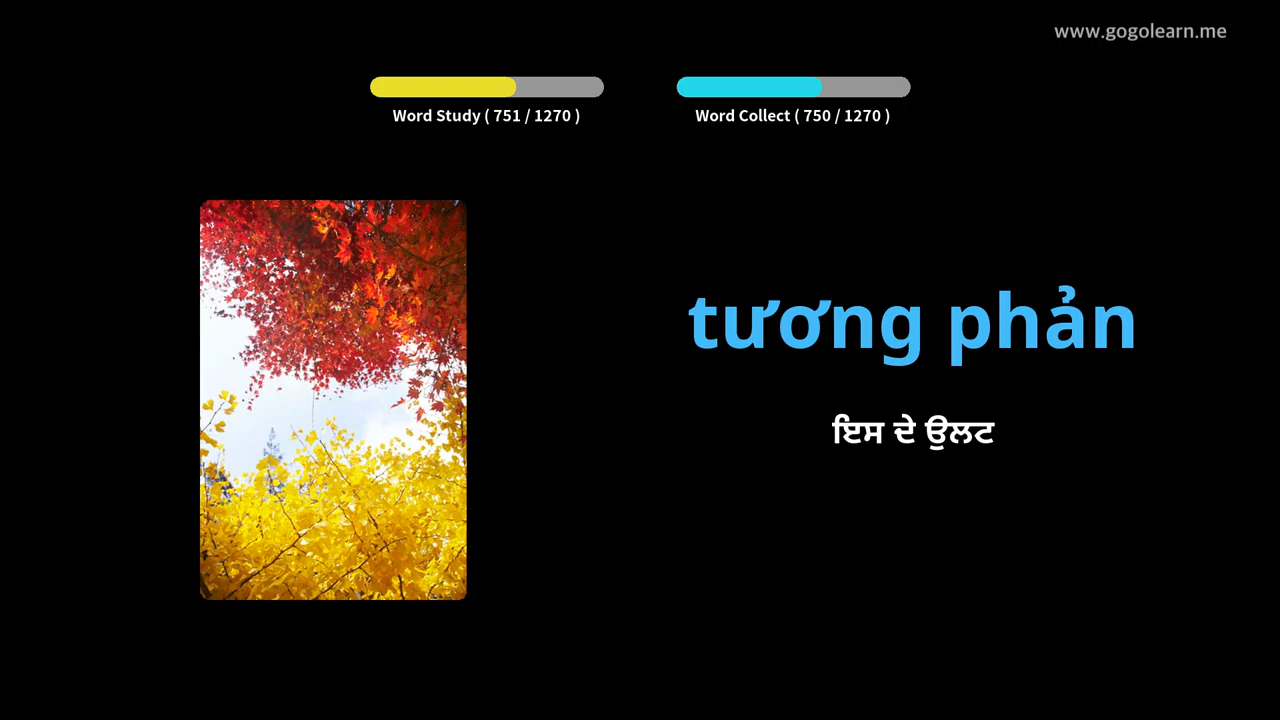 www.gogolearn.me
Word Study ( 751 / 1270 )
Word Collect ( 750 / 1270 )
tương phản
ਇਸ ਦੇ ਉਲਟ